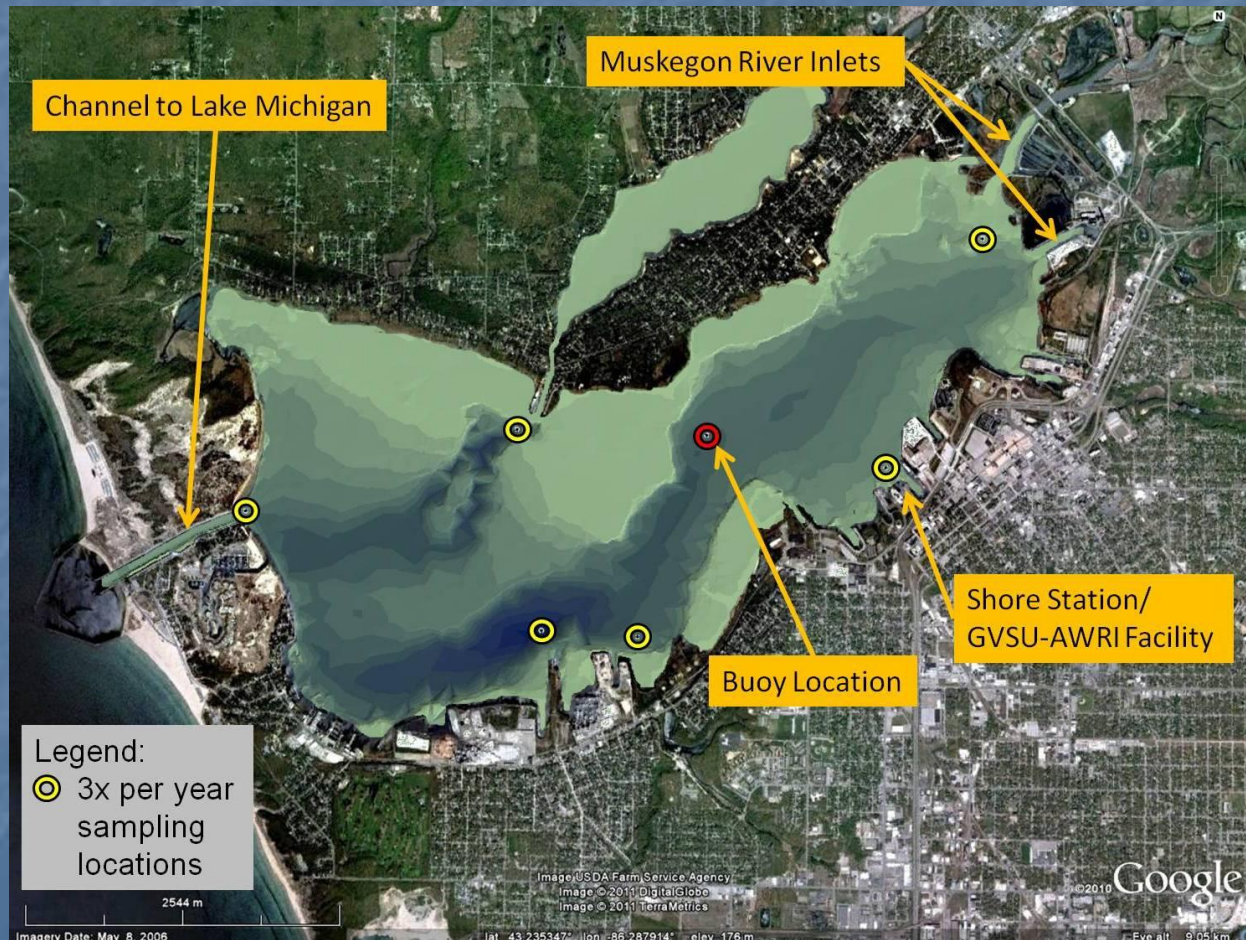 N
Muskegon River Inlets
Channel to Lake Michigan
Shore Station/
GVSU-AWRI Facility
Buoy Location
Legend:
3x per year
sampling
locations
Image USDA Farm Service Agency
Image © 2011 DigitalGlobe
Image © 2011 TerraMetrics
©2010 Google
2544 m
Imagery Date: May 8, 2006
lat 43.235347° lon -86.287914° elev 176 m
Eye alt 9.05 km